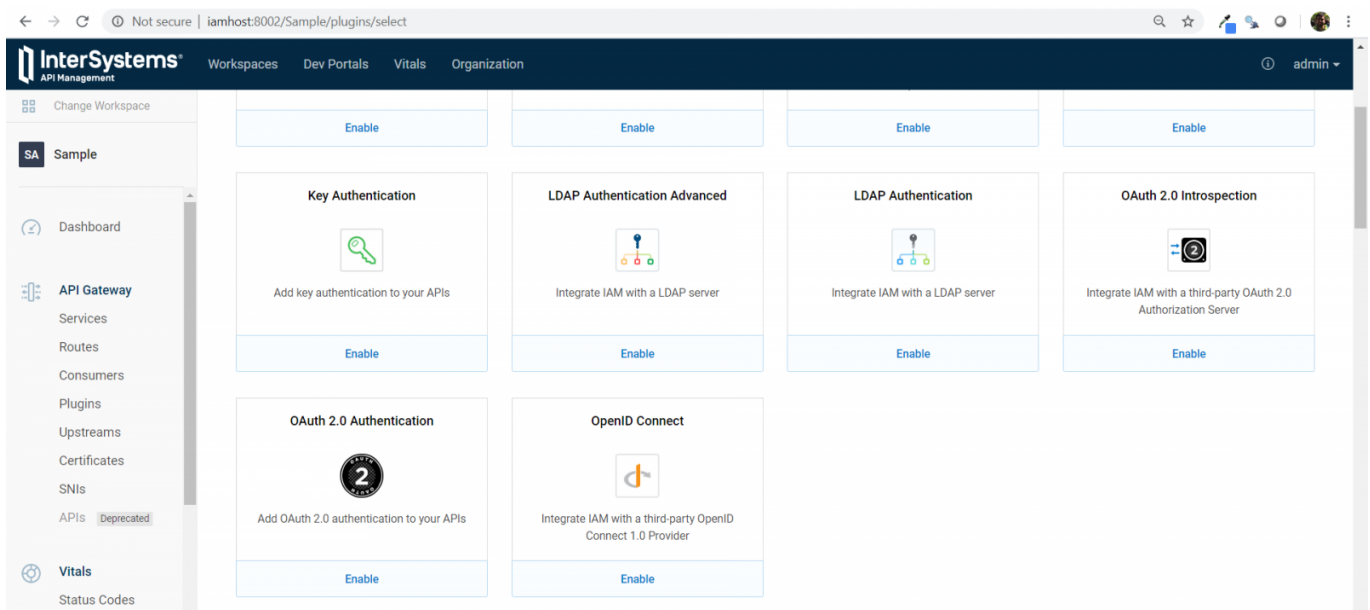 Not secure | iamhost:8002/Sample/plugins/select
InterSystems®
API Management
Workspaces Dev Portals Vitals Organization
admin
Change Workspace
SA Sample
Dashboard
API Gateway
Services
Routes
Consumers
Plugins
Upstreams
Certificates
SNIs
APIs Deprecated
Vitals
Status Codes
Enable Enable Enable Enable
Key Authentication
Add key authentication to your APIs
Enable
LDAP Authentication Advanced
Integrate IAM with a LDAP server
Enable
LDAP Authentication
Integrate IAM with a LDAP server
Enable
OAuth 2.0 Introspection
2
Integrate IAM with a third-party OAuth 2.0
Authorization Server
Enable
OAuth 2.0 Authentication
OAUTH
2
OAUTH
Add OAuth 2.0 authentication to your APIs
Enable
OpenID Connect
Integrate IAM with a third-party OpenID
Connect 1.0 Provider
Enable